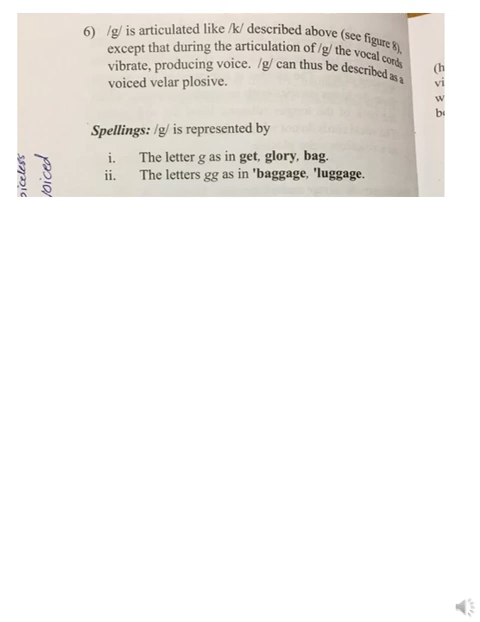 6) /g/ is articulated like /k/ described above (see figure 8),
except that during the articulation of /g/ the vocal cords
vibrate, producing voice. /g/ can thus be described as a
voiced velar plosive.
Spellings: /g/ is represented by
i. The letter g as in get, glory, bag.
ii. The letters gg as in 'baggage, 'luggage.
voiced